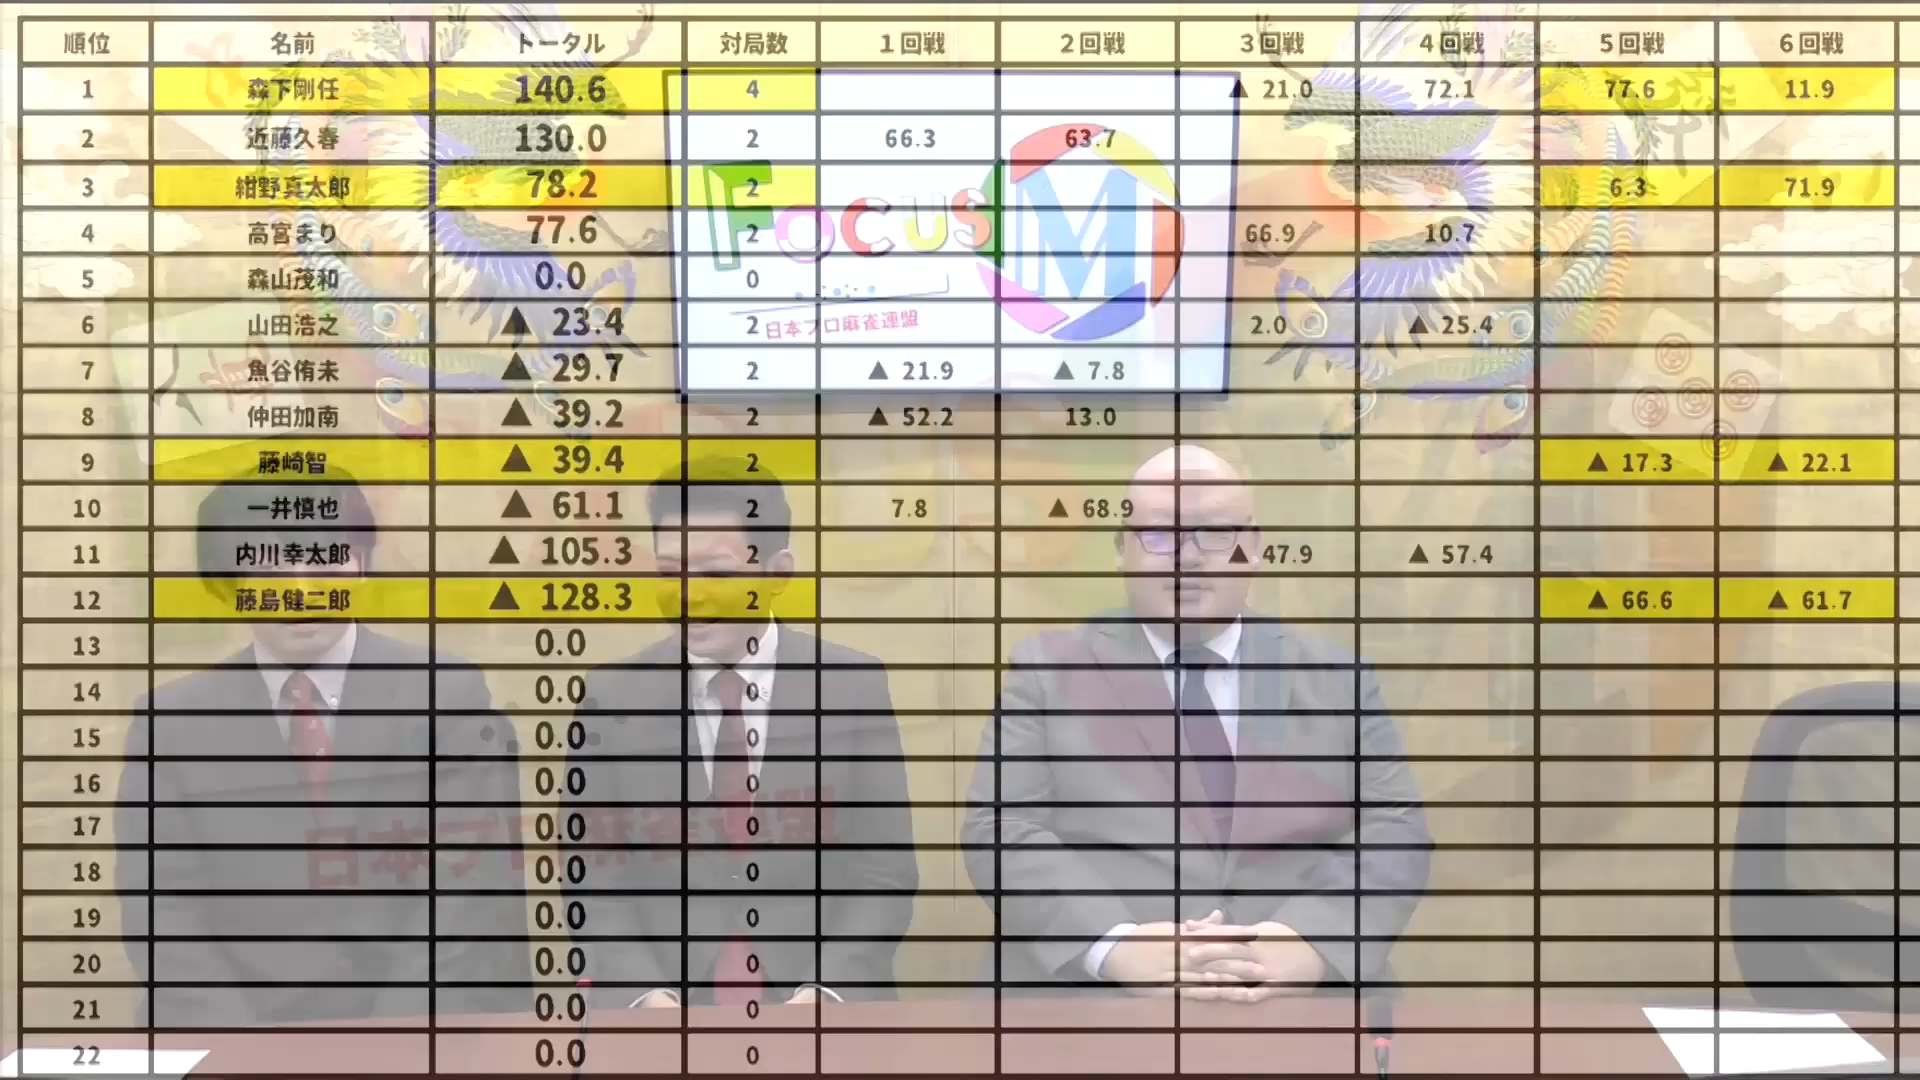 順位 名前 トータル 対局数 1回戦 2回戦 3回戦 4回戦 5回戦 6回戦
1 森下剛任 140.6 4 ▲ 21.0 72.1 77.6 11.9
2 近藤久春 130.0 2 66.3 63.7
3 紺野真太郎 78.2 2 6.3 71.9
4 高宮まり 77.6 2 66.9 10.7
5 森山茂和 0.0 0
6 山田浩之 ▲ 23.4 2 2.0 ▲ 25.4
7 魚谷侑未 ▲ 29.7 2 ▲ 21.9 ▲ 7.8
8 仲田加南 ▲ 39.2 2 ▲ 52.2 13.0
9 藤崎智 ▲ 39.4 2 ▲ 17.3 ▲ 22.1
10 一井慎也 ▲ 61.1 2 7.8 ▲ 68.9
11 内川幸太郎 ▲ 105.3 2 ▲ 47.9 ▲ 57.4
12 藤島健二郎 ▲ 128.3 2 ▲ 66.6 ▲ 61.7
13 0.0 0
14 0.0 0
15 0.0 0
16 0.0 0
17 0.0 0
18 0.0 0
19 0.0 0
20 0.0 0
21 0.0 0
22 0.0 0
FocusM
日本プロ麻雀連盟
日本プロ麻雀連盟